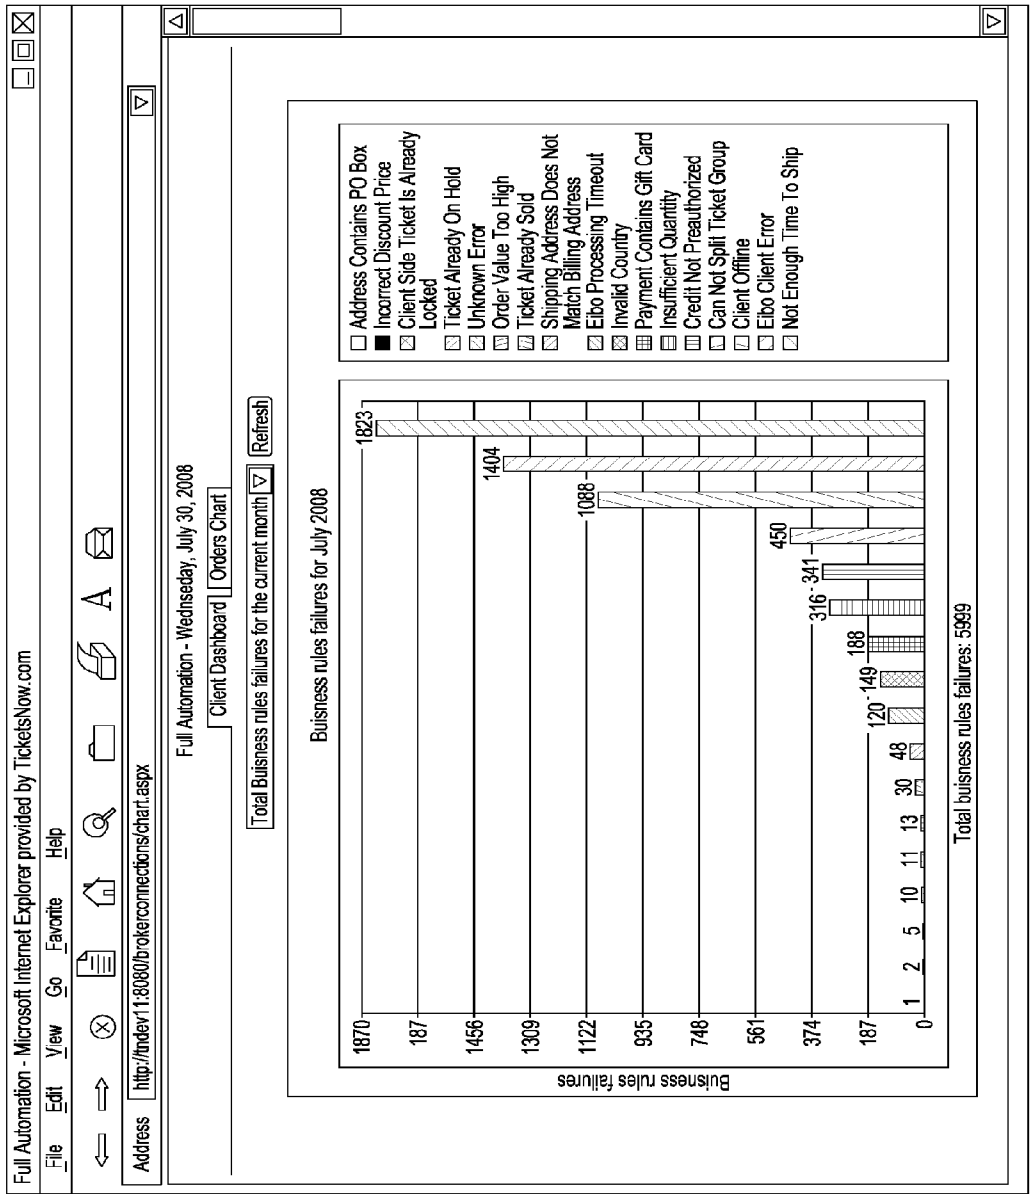 Full Automation - Microsoft Internet Explorer provided by TicketsNow.com
File Edit View Go Favorite Help
A
Address http://tndev11:8080/brokerconnections/chart.aspx
Full Automation - Wednseday, July 30, 2008
Client Dashboard Orders Chart
Total Buisness rules failures for the current month Refresh
Buisness rules failures for July 2008
Buisness rules failures
1870
187
1456
1309
1122
935
748
561
374
187
0
1
2
5
10
11
13
30
48
120
149
188
316
341
450
1088
1404
1823
Total buisness rules failures: 5999
Address Contains PO Box
Incorrect Discount Price
Client Side Ticket Is Already
Locked
Ticket Already On Hold
Unknown Error
Order Value Too High
Ticket Already Sold
Shipping Address Does Not
Match Billing Address
Eibo Processing Timeout
Invalid Country
Payment Contains Gift Card
Insufficient Quantity
Credit Not Preauthorized
Can Not Split Ticket Group
Client Offline
Eibo Client Error
Not Enough Time To Ship